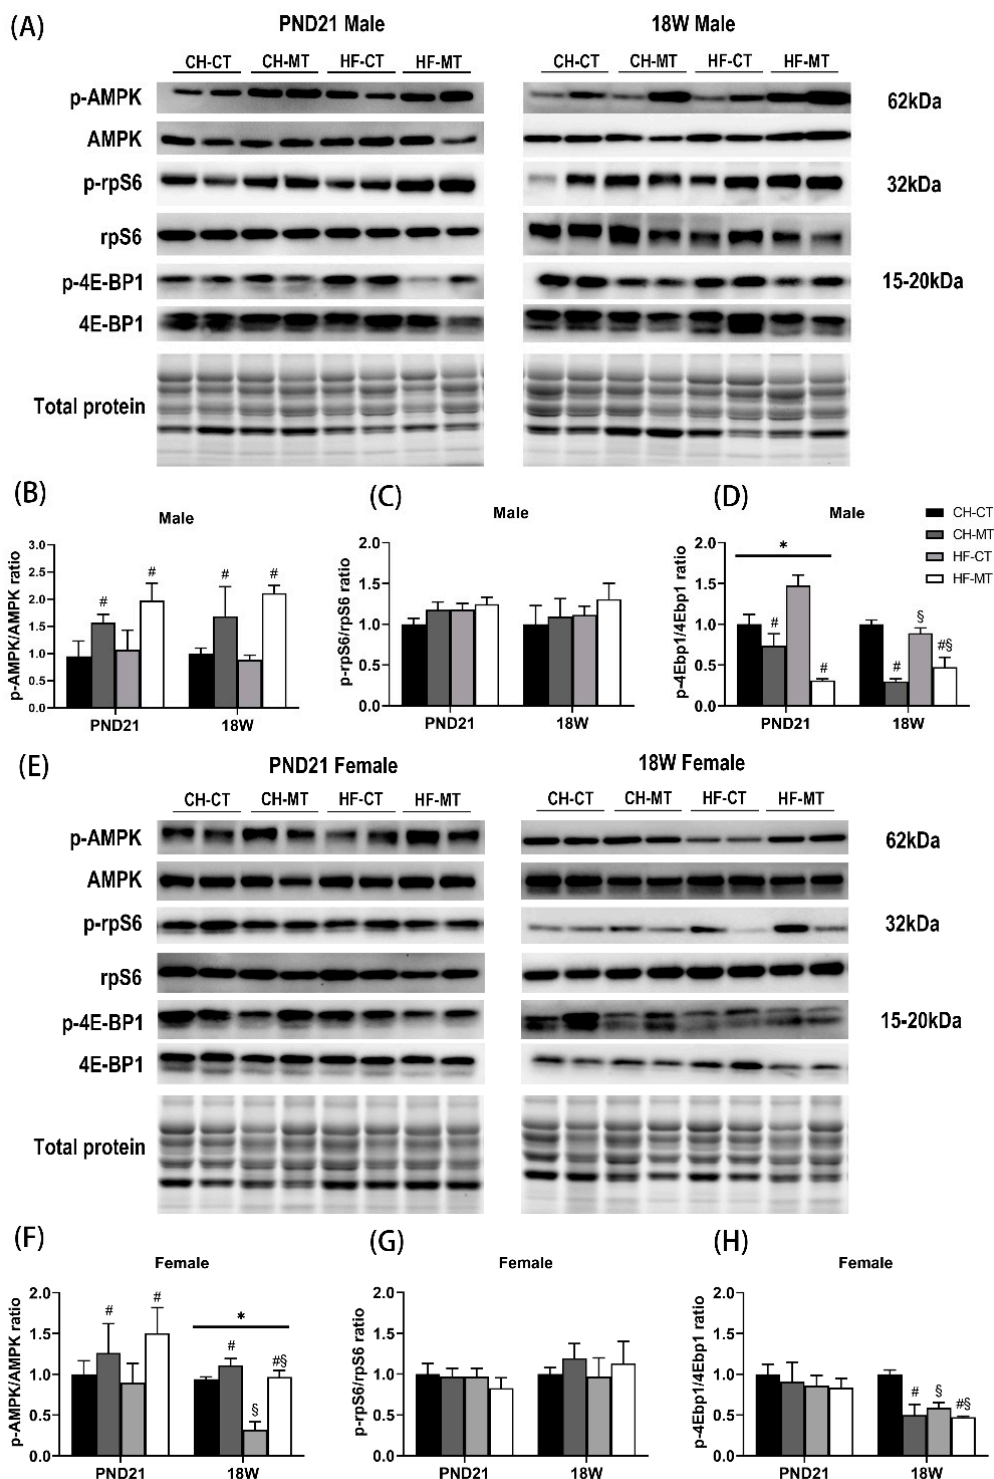 (A)
PND21 Male
18W Male
CH-CT CH-MT HF-CT HF-MT
CH-CT CH-MT HF-CT HF-MT
p-AMPK
62kDa
AMPK
p-rpS6
32kDa
rpS6
p-4E-BP1
15-20kDa
4E-BP1
Total protein
(B)
Male
p-AMPK/AMPK ratio
3.0
2.5
2.0
1.5
1.0
0.5
0.0
# # # #
PND21 18W
(C)
Male
p-rpS6/rpS6 ratio
2.0
1.5
1.0
0.5
0.0
PND21 18W
(D)
Male
p-4Ebp1/4Ebp1 ratio
2.0
1.5
1.0
0.5
0.0
*
# # # § #§
PND21 18W
CH-CT
CH-MT
HF-CT
HF-MT
(E)
PND21 Female
18W Female
CH-CT CH-MT HF-CT HF-MT
CH-CT CH-MT HF-CT HF-MT
p-AMPK
62kDa
AMPK
p-rpS6
32kDa
rpS6
p-4E-BP1
15-20kDa
4E-BP1
Total protein
(F)
Female
p-AMPK/AMPK ratio
2.0
1.5
1.0
0.5
0.0
*
# # # § #§
PND21 18W
(G)
Female
p-rpS6/rpS6 ratio
2.0
1.5
1.0
0.5
0.0
PND21 18W
(H)
Female
p-4Ebp1/4Ebp1 ratio
2.0
1.5
1.0
0.5
0.0
# § #§
PND21 18W